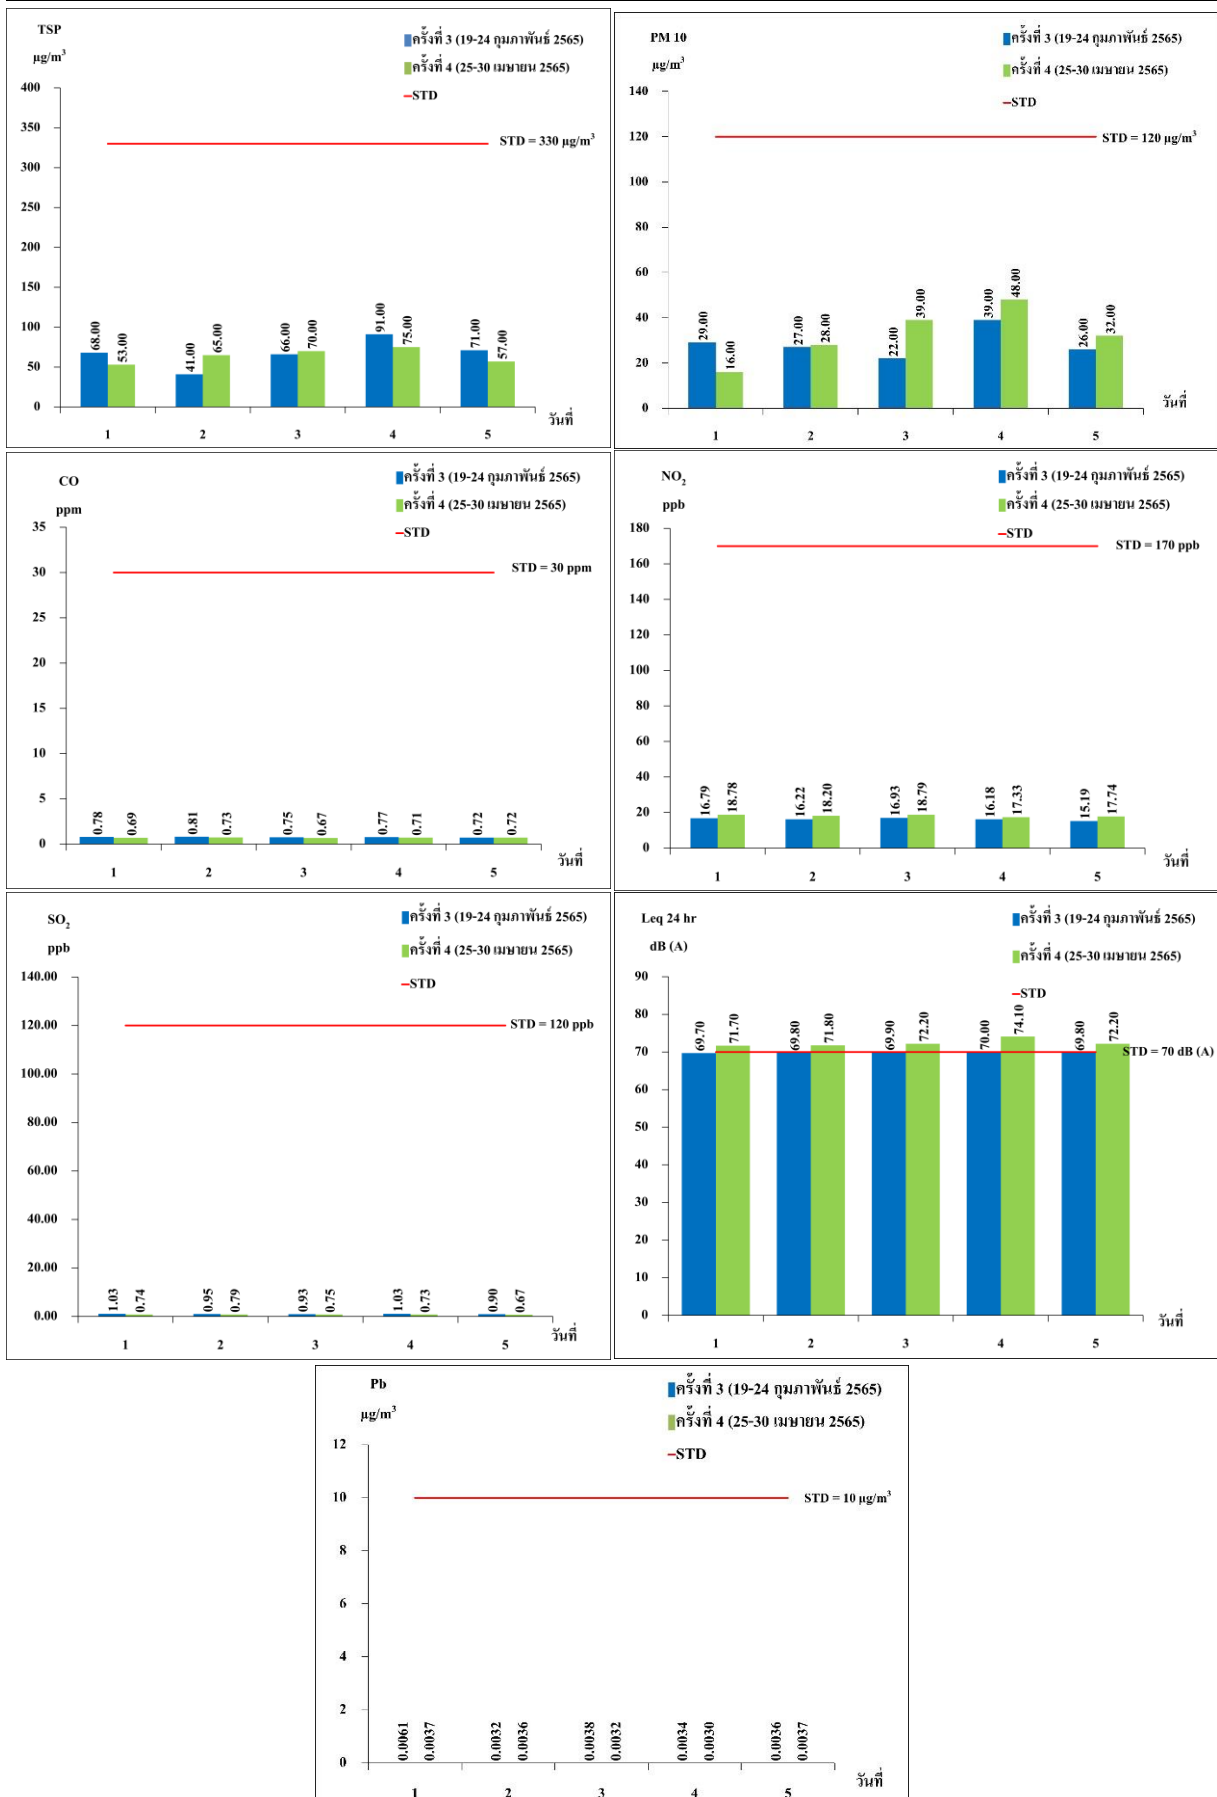 TSP
µg/m³
ครั้งที่ 3 (19-24 กุมภาพันธ์ 2565)
ครั้งที่ 4 (25-30 เมษายน 2565)
STD
400
350
300
250
200
150
100
50
0
STD = 330 µg/m³
68.00 53.00 41.00 65.00 66.00 70.00 91.00 75.00 71.00 57.00
วันที่
1 2 3 4 5
PM 10
µg/m³
ครั้งที่ 3 (19-24 กุมภาพันธ์ 2565)
ครั้งที่ 4 (25-30 เมษายน 2565)
STD
140
120
100
80
60
40
20
0
STD = 120 µg/m³
29.00 16.00 27.00 28.00 22.00 39.00 39.00 48.00 26.00 32.00
วันที่
1 2 3 4 5
CO
ppm
ครั้งที่ 3 (19-24 กุมภาพันธ์ 2565)
ครั้งที่ 4 (25-30 เมษายน 2565)
STD
35
30
25
20
15
10
5
0
STD = 30 ppm
0.78 0.69 0.81 0.73 0.75 0.67 0.77 0.71 0.72 0.72
วันที่
1 2 3 4 5
NO₂
ppb
ครั้งที่ 3 (19-24 กุมภาพันธ์ 2565)
ครั้งที่ 4 (25-30 เมษายน 2565)
STD
180
160
140
120
100
80
60
40
20
0
STD = 170 ppb
16.79 18.78 16.22 18.20 16.93 18.79 16.18 17.33 15.19 17.74
วันที่
1 2 3 4 5
SO₂
ppb
ครั้งที่ 3 (19-24 กุมภาพันธ์ 2565)
ครั้งที่ 4 (25-30 เมษายน 2565)
STD
140.00
120.00
100.00
80.00
60.00
40.00
20.00
0.00
STD = 120 ppb
1.03 0.74 0.95 0.79 0.93 0.75 1.03 0.73 0.90 0.67
วันที่
1 2 3 4 5
Leq 24 hr
dB (A)
ครั้งที่ 3 (19-24 กุมภาพันธ์ 2565)
ครั้งที่ 4 (25-30 เมษายน 2565)
STD
90
80
70
60
50
40
30
20
10
0
STD = 70 dB (A)
69.70 71.70 69.80 71.80 69.90 72.20 70.00 74.10 69.80 72.20
วันที่
1 2 3 4 5
Pb
µg/m³
ครั้งที่ 3 (19-24 กุมภาพันธ์ 2565)
ครั้งที่ 4 (25-30 เมษายน 2565)
STD
12
10
8
6
4
2
0
STD = 10 µg/m³
0.0061 0.0037 0.0032 0.0036 0.0038 0.0032 0.0034 0.0030 0.0036 0.0037
วันที่
1 2 3 4 5